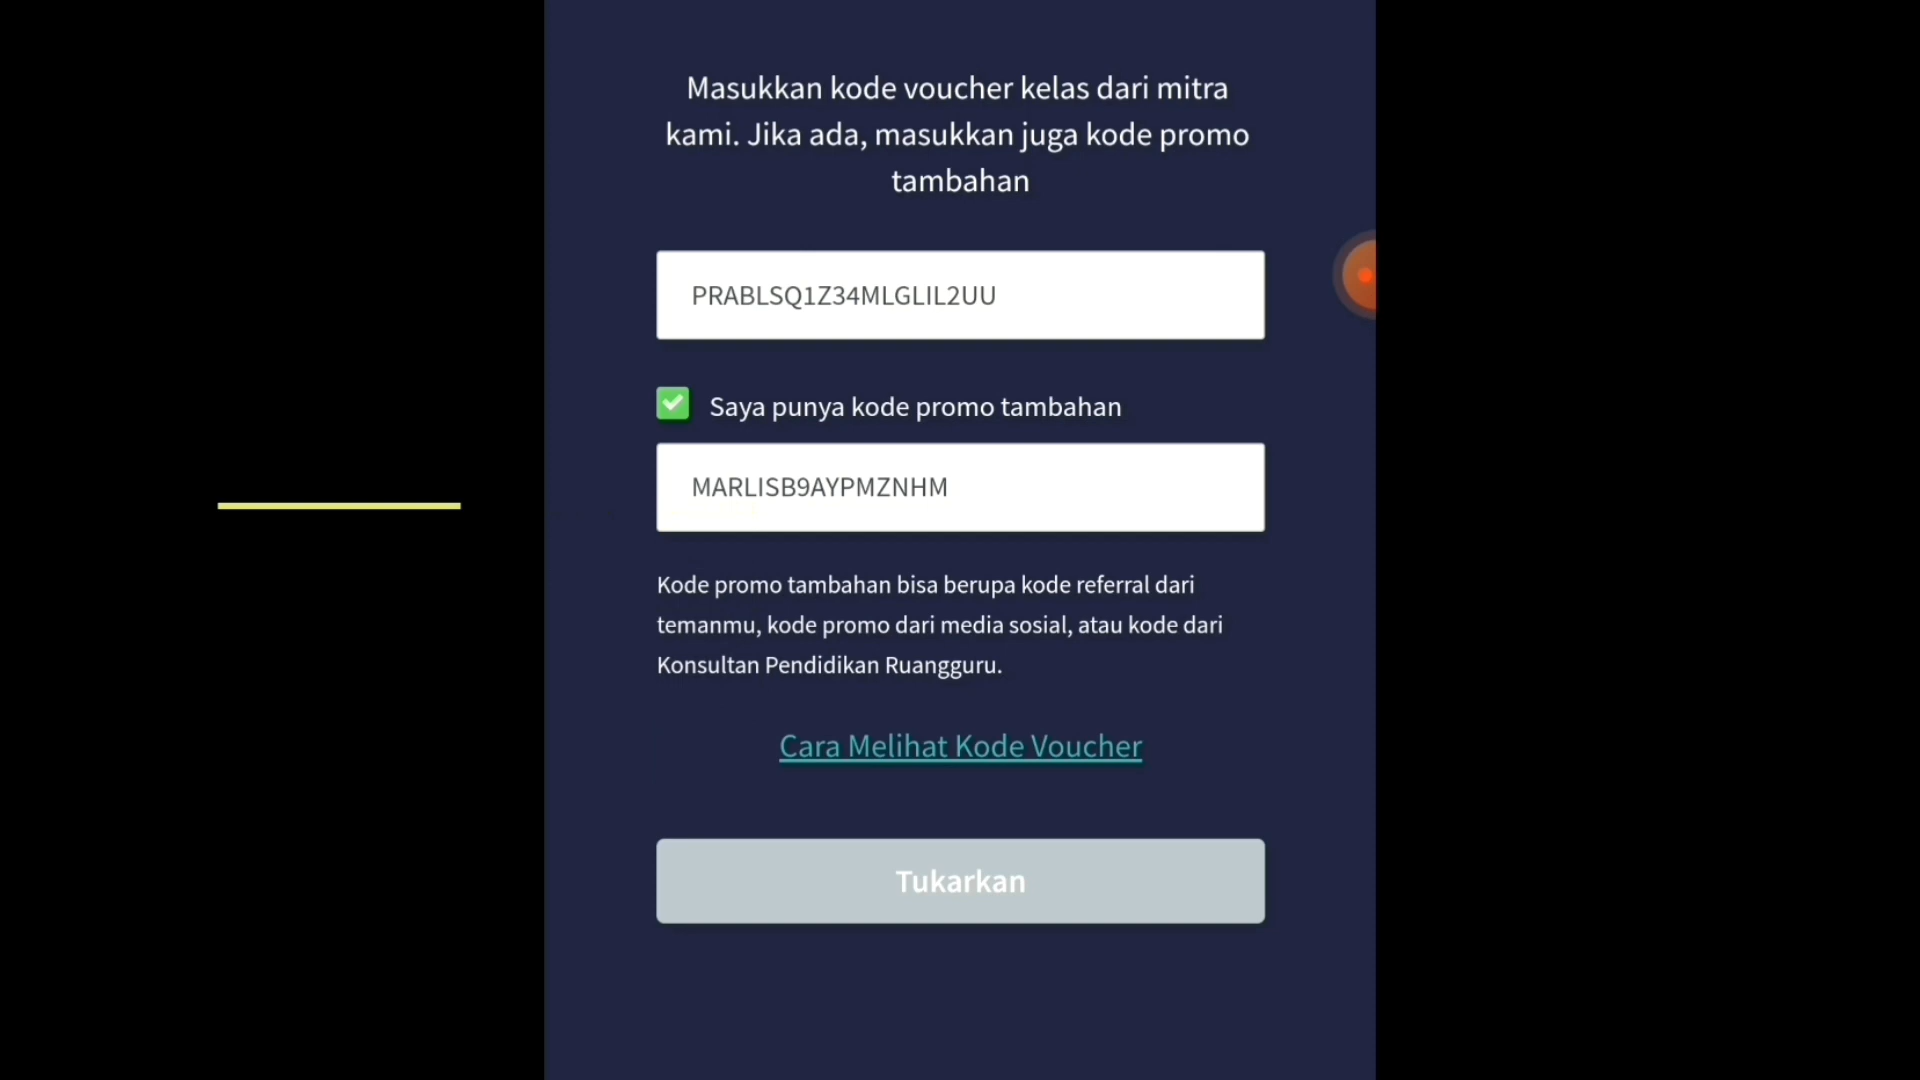 Masukkan kode voucher kelas dari mitra
kami. Jika ada, masukkan juga kode promo
tambahan
PRABLSQ1Z34MLGLIL2UU
Saya punya kode promo tambahan
MARLISB9AYPMZNHM
Kode promo tambahan bisa berupa kode referral dari
temanmu, kode promo dari media sosial, atau kode dari
Konsultan Pendidikan Ruangguru.
Cara Melihat Kode Voucher
Tukarkan